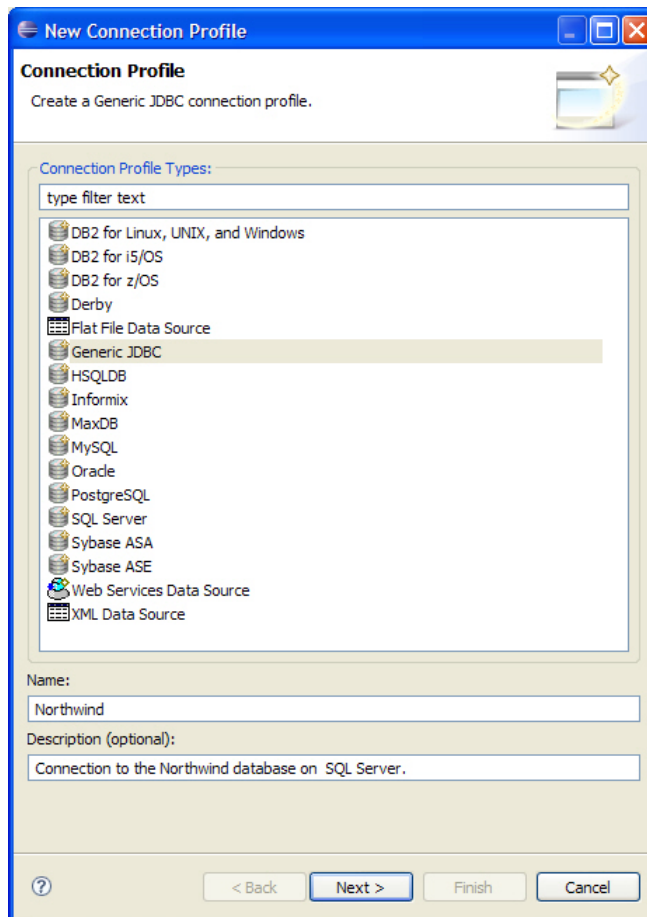 New Connection Profile
Connection Profile
Create a Generic JDBC connection profile.
Connection Profile Types:
type filter text
DB2 for Linux, UNIX, and Windows
DB2 for i5/OS
DB2 for z/OS
Derby
Flat File Data Source
Generic JDBC
HSQLDB
Informix
MaxDB
MySQL
Oracle
PostgreSQL
SQL Server
Sybase ASA
Sybase ASE
Web Services Data Source
XML Data Source
Name:
Northwind
Description (optional):
Connection to the Northwind database on SQL Server.
? < Back Next > Finish Cancel